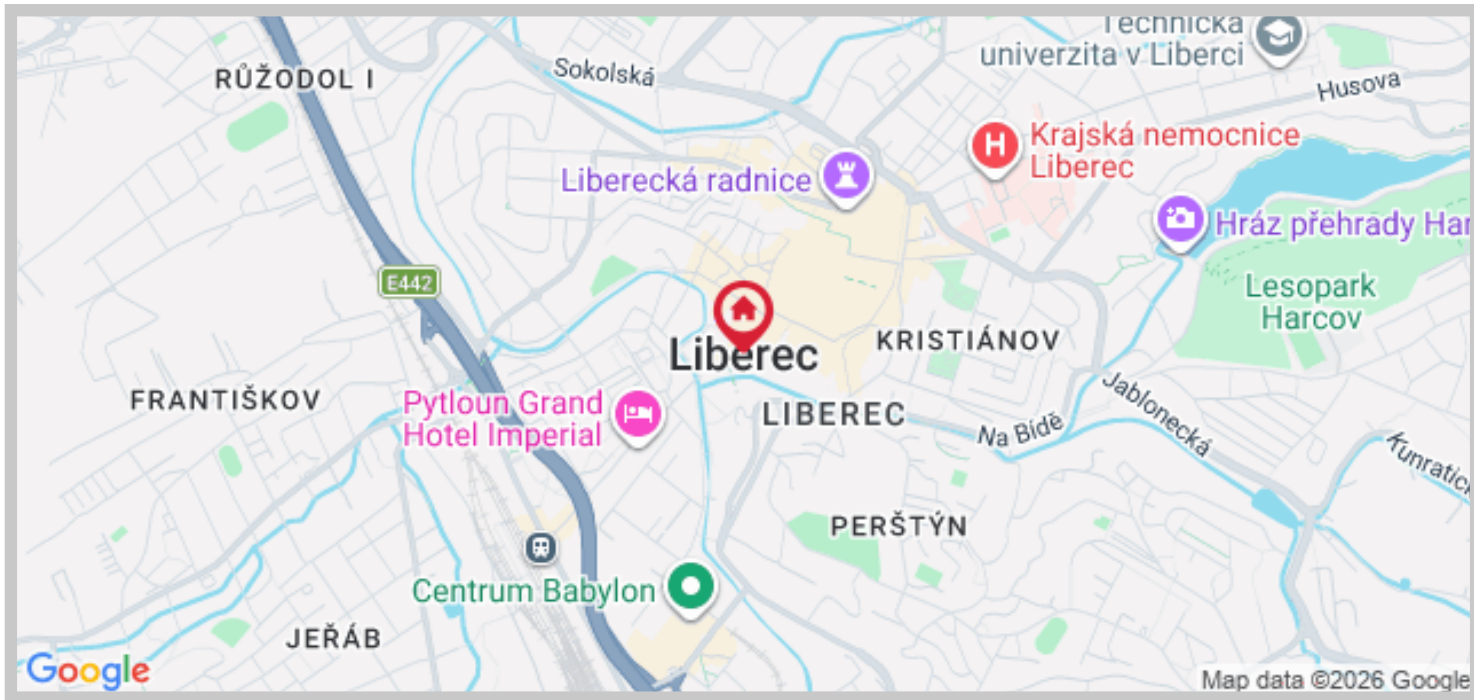 Technická
univerzita v Liberci
RŮŽODOL I
Sokolská
Husova
H
Krajská nemocnice
Liberec
Liberecká radnice
Hráz přehrady Har
E442
Lesopark
Harcov
Liberec
KRISTIÁNOV
FRANTIŠKOV
Pytloun Grand
Hotel Imperial
LIBEREC
Na Bídě
Jablonecká
Kunratic
PERŠTÝN
Centrum Babylon
JEŘÁB
Google
Map data ©2026 Google